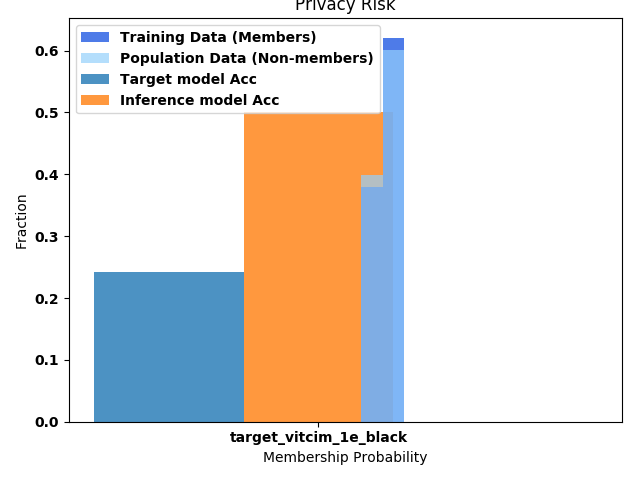 Privacy Risk
Training Data (Members)
Population Data (Non-members)
Target model Acc
Inference model Acc
0.6
0.5
0.4
0.3
0.2
0.1
0.0
Fraction
target_vitcim_1e_black
Membership Probability